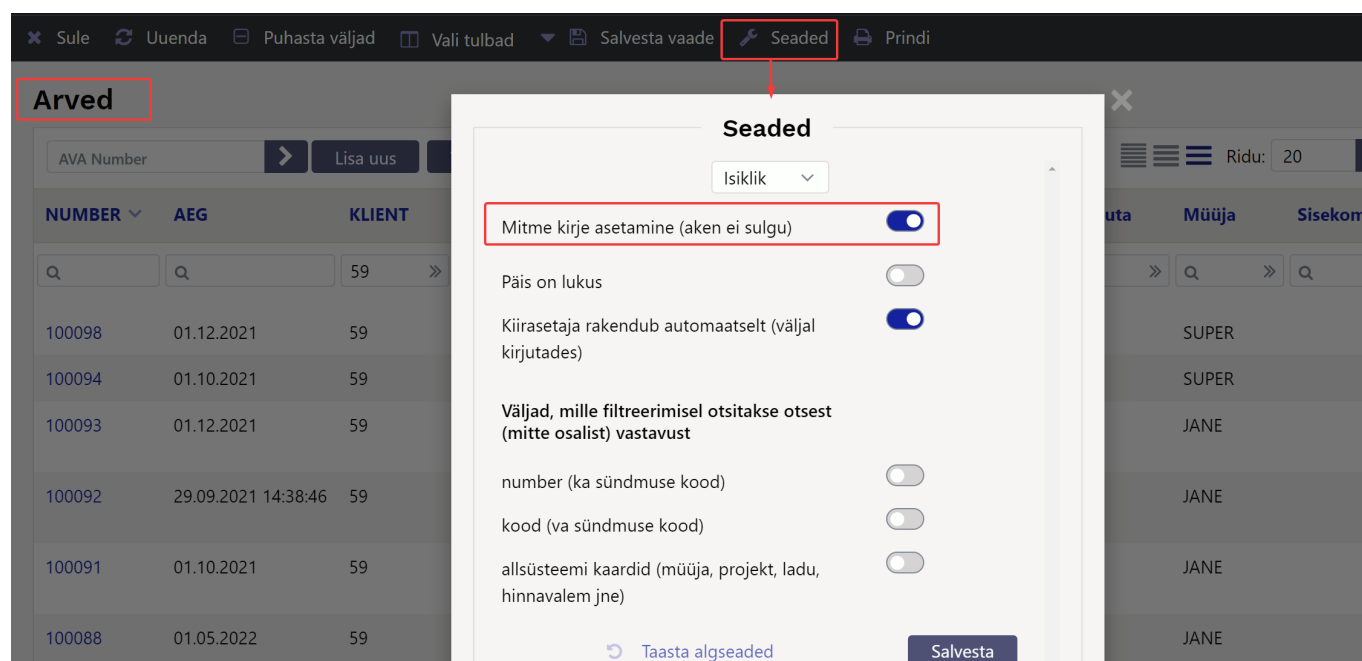 Sule Uuenda Puhasta väljad Vali tulbad Salvesta vaade Seaded Prindi
Arved
Seaded
AVA Number Lisa uus Ridu: 20
Isiklik
NUMBER AEG KLIENT uta Müüja Sisekom
Mitme kirje asetamine (aken ei sulgu)
59
Päis on lukus
Kiirasetaja rakendub automaatselt (väljal
kirjutades)
100098 01.12.2021 59 SUPER
100094 01.10.2021 59 SUPER
Väljad, mille filtreerimisel otsitakse otsest
(mitte osalist) vastavust
100093 01.12.2021 59 JANE
number (ka sündmuse kood)
100092 29.09.2021 14:38:46 59 JANE
kood (va sündmuse kood)
allsüsteemi kaardid (müüja, projekt, ladu,
hinnavalem jne)
100091 01.10.2021 59 JANE
100088 01.05.2022 59 JANE
Taasta algseaded Salvesta